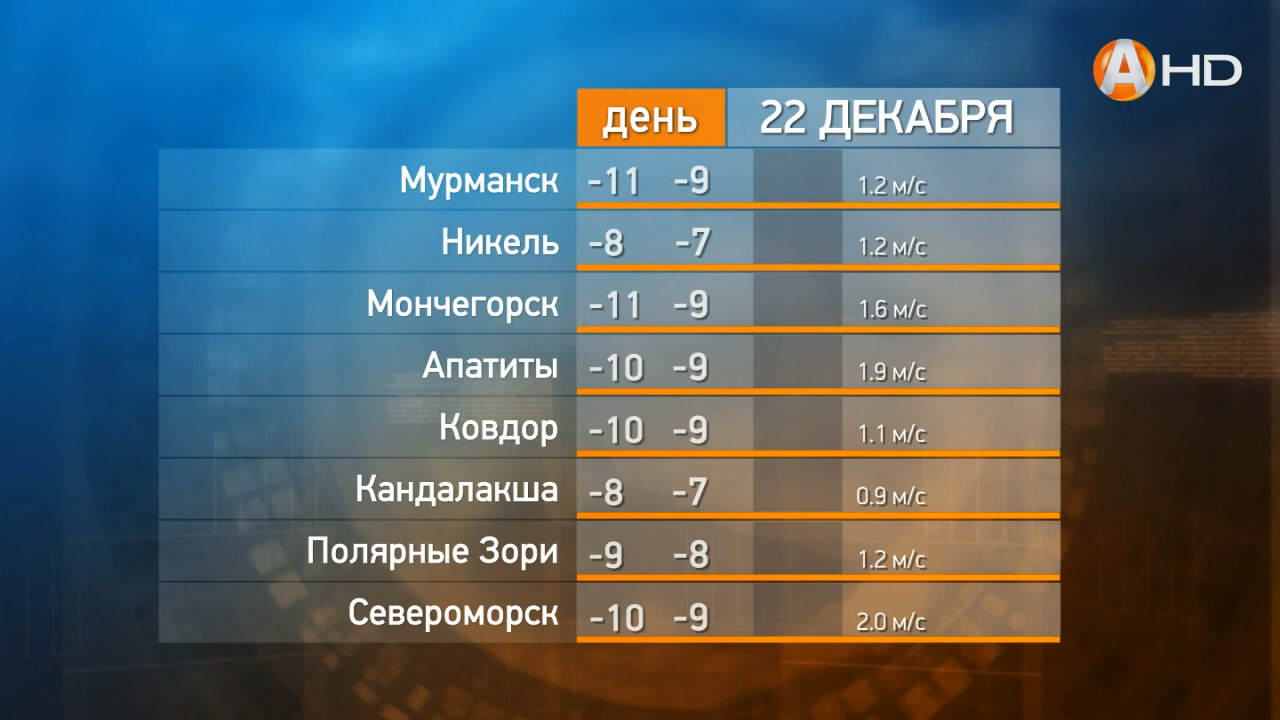 А HD
день 22 ДЕКАБРЯ
Мурманск -11 -9 1.2 м/с
Никель -8 -7 1.2 м/с
Мончегорск -11 -9 1.6 м/с
Апатиты -10 -9 1.9 м/с
Ковдор -10 -9 1.1 м/с
Кандалакша -8 -7 0.9 м/с
Полярные Зори -9 -8 1.2 м/с
Североморск -10 -9 2.0 м/с